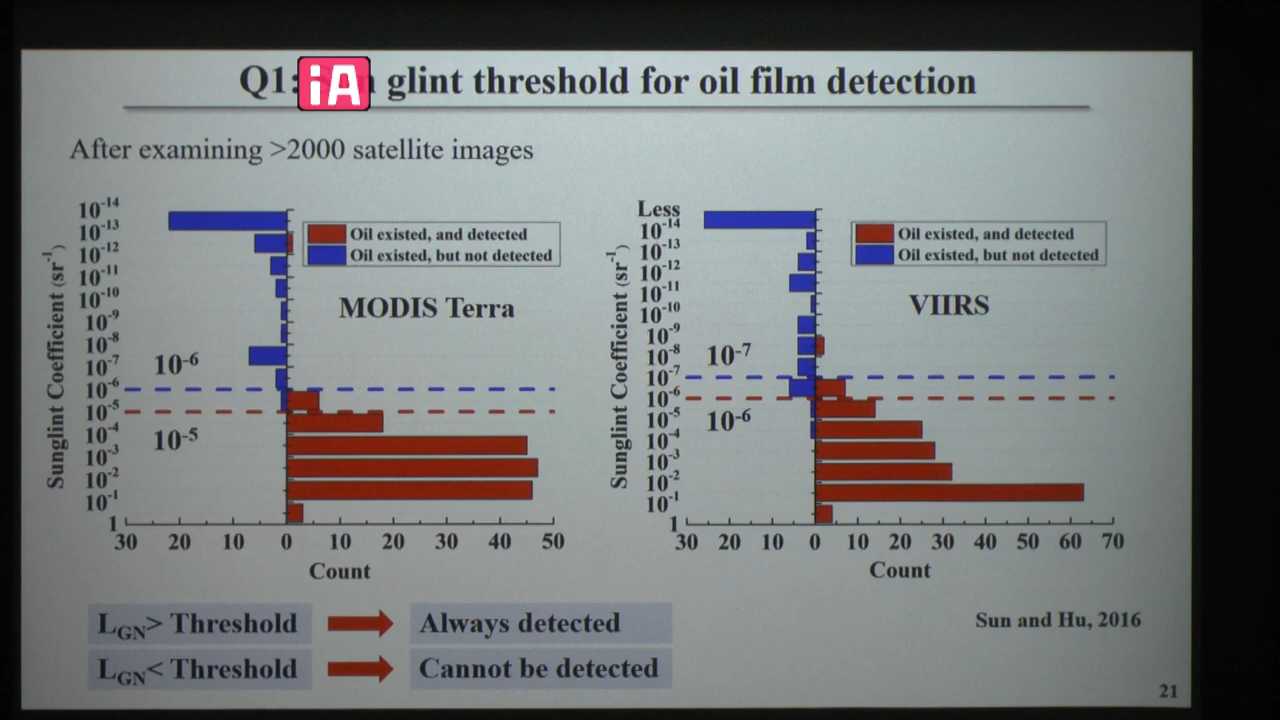 Q1: glint threshold for oil film detection
iA
After examining >2000 satellite images
Sunglint Coefficient (sr⁻¹)
10⁻¹⁴
10⁻¹³
10⁻¹²
10⁻¹¹
10⁻¹⁰
10⁻⁹
10⁻⁸
10⁻⁷
10⁻⁶
10⁻⁵
10⁻⁴
10⁻³
10⁻²
10⁻¹
1
Oil existed, and detected
Oil existed, but not detected
MODIS Terra
10⁻⁶
10⁻⁵
30 20 10 0 10 20 30 40 50
Count
Sunglint Coefficient (sr⁻¹)
Less
10⁻¹⁴
10⁻¹³
10⁻¹²
10⁻¹¹
10⁻¹⁰
10⁻⁹
10⁻⁸
10⁻⁷
10⁻⁶
10⁻⁵
10⁻⁴
10⁻³
10⁻²
10⁻¹
1
Oil existed, and detected
Oil existed, but not detected
VIIRS
10⁻⁷
10⁻⁶
30 20 10 0 10 20 30 40 50 60 70
Count
L_GN> Threshold Always detected
L_GN< Threshold Cannot be detected
Sun and Hu, 2016
21